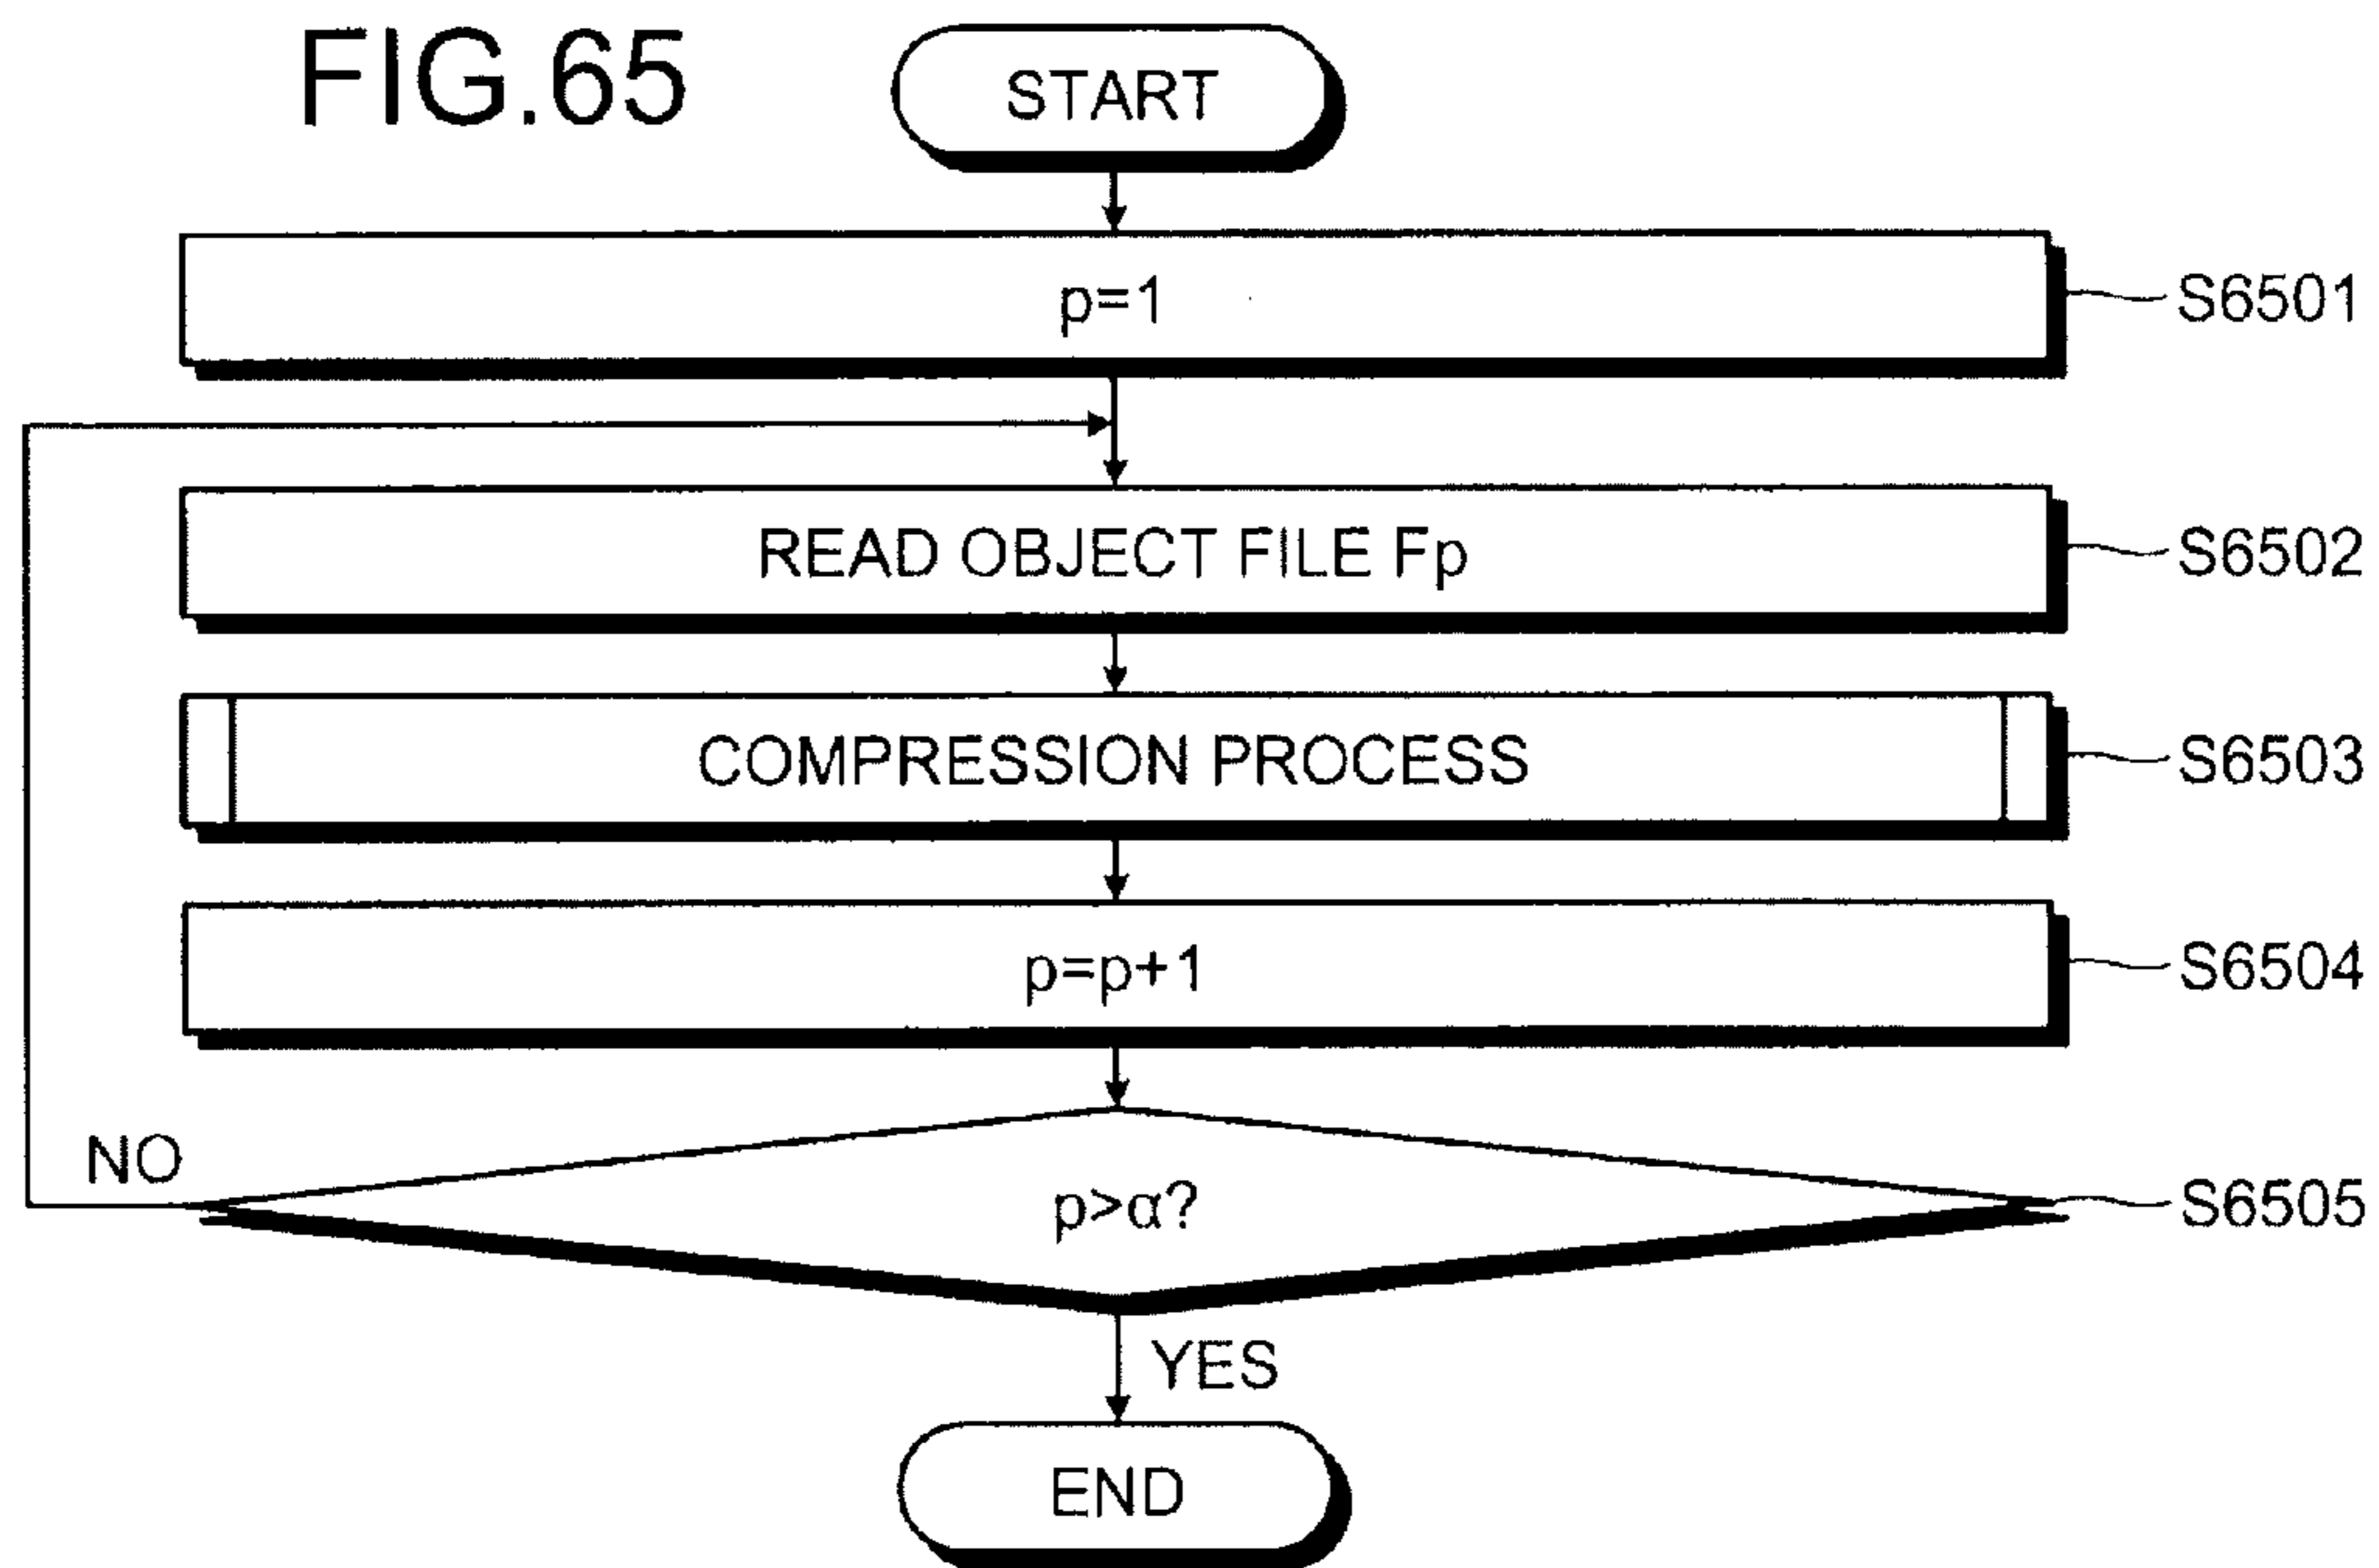 FIG.65
START
p=1
S6501
READ OBJECT FILE Fp
S6502
COMPRESSION PROCESS
S6503
p=p+1
S6504
NO
p>α?
S6505
YES
END